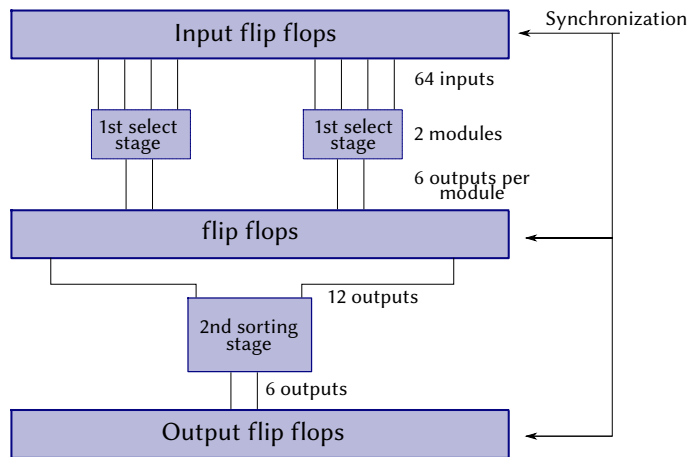 Synchronization
Input flip flops
64 inputs
1st select
stage
1st select
stage
2 modules
6 outputs per
module
flip flops
12 outputs
2nd sorting
stage
6 outputs
Output flip flops